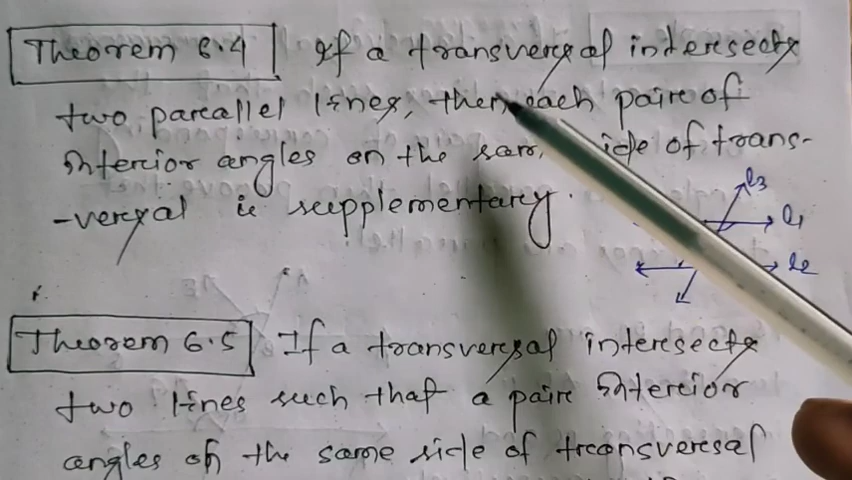 Theorem 6.4 If a transversal intersects
two parallel lines, then each pair of
interior angles on the side of trans-
-versal is supplementary.
l3
l1
l2
Theorem 6.5 If a transversal intersects
two lines such that a pair interior
angles on the same side of transversal